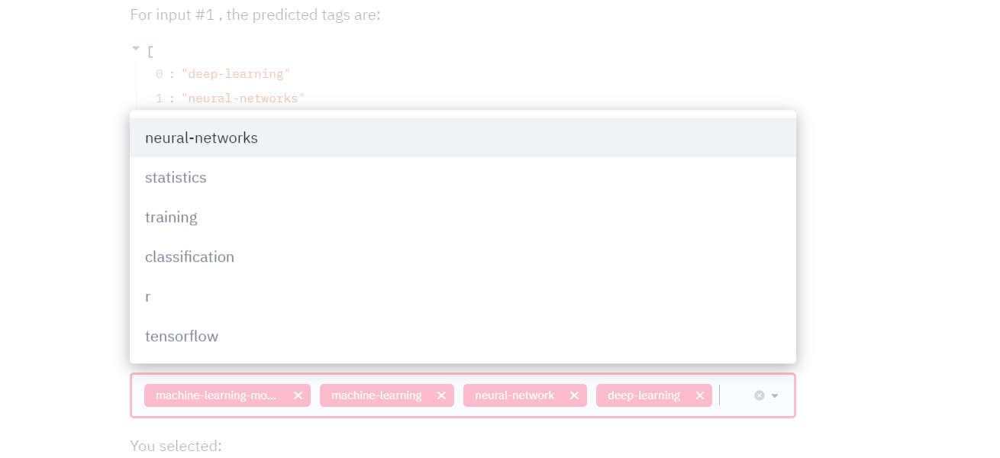 For input #1 , the predicted tags are:
[
0 : "deep-learning"
1 : "neural-networks"
neural-networks
statistics
training
classification
r
tensorflow
machine-learning-mo... machine-learning neural-network deep-learning
You selected: